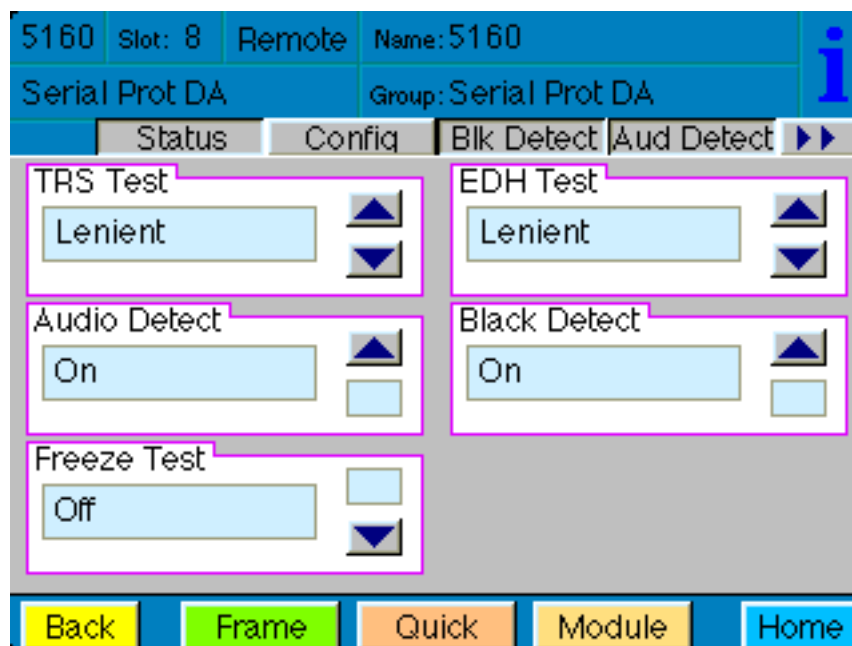 5160 Slot: 8 Remote Name: 5160
Serial Prot DA Group: Serial Prot DA
i
Status Config Blk Detect Aud Detect
TRS Test
Lenient
EDH Test
Lenient
Audio Detect
On
Black Detect
On
Freeze Test
Off
Back Frame Quick Module Home